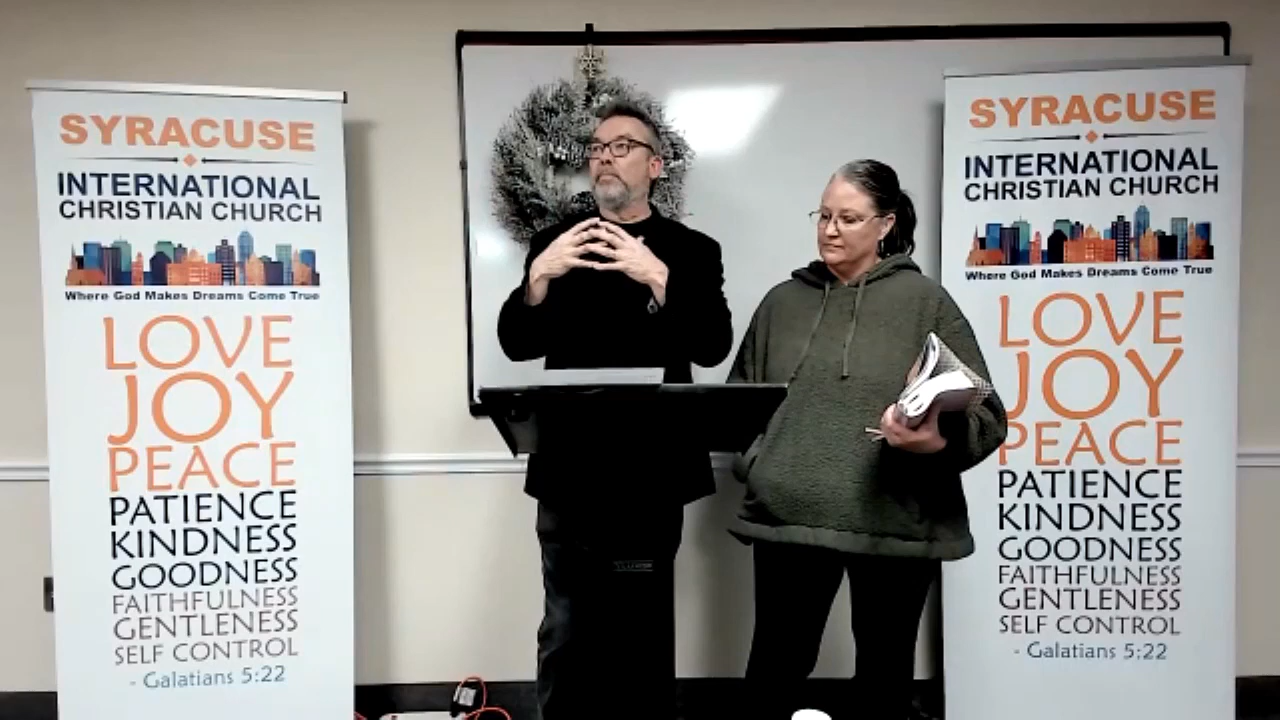 SYRACUSE
INTERNATIONAL
CHRISTIAN CHURCH
Where God Makes Dreams Come True
LOVE
JOY
PEACE
PATIENCE
KINDNESS
GOODNESS
FAITHFULNESS
GENTLENESS
SELF CONTROL
- Galatians 5:22
SYRACUSE
INTERNATIONAL
CHRISTIAN CHURCH
Where God Makes Dreams Come True
LOVE
JOY
PEACE
PATIENCE
KINDNESS
GOODNESS
FAITHFULNESS
GENTLENESS
SELF CONTROL
- Galatians 5:22